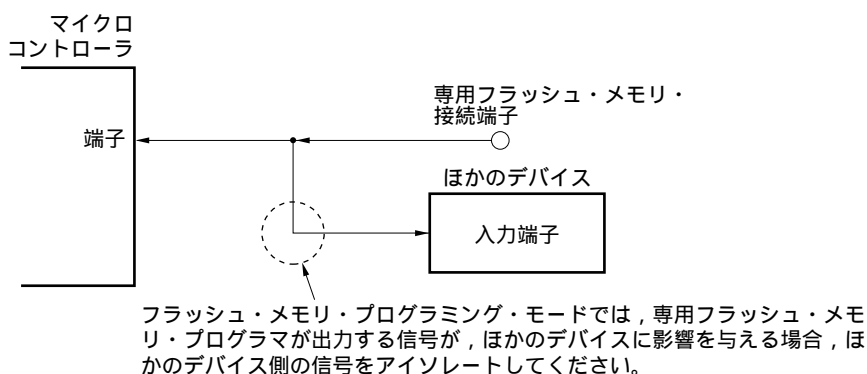 マイクロ
コントローラ
端子
専用フラッシュ・メモリ・
接続端子
ほかのデバイス
入力端子
フラッシュ・メモリ・プログラミング・モードでは，専用フラッシュ・メモ
リ・プログラマが出力する信号が，ほかのデバイスに影響を与える場合，ほ
かのデバイス側の信号をアイソレートしてください。